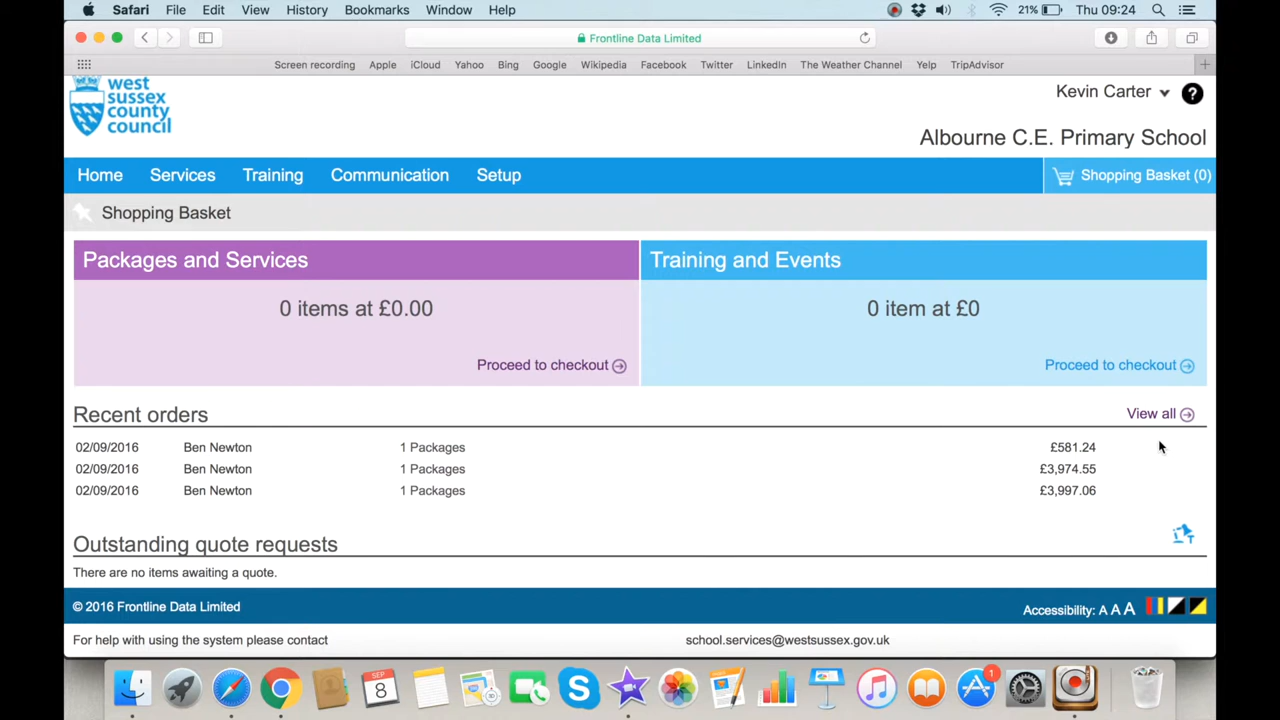 Safari File Edit View History Bookmarks Window Help 21% Thu 09:24
Frontline Data Limited
Screen recording Apple iCloud Yahoo Bing Google Wikipedia Facebook Twitter LinkedIn The Weather Channel Yelp TripAdvisor
west
sussex
county
council
Kevin Carter ?
Albourne C.E. Primary School
Home Services Training Communication Setup Shopping Basket (0)
Shopping Basket
Packages and Services Training and Events
0 items at £0.00 0 item at £0
Proceed to checkout Proceed to checkout
Recent orders View all
02/09/2016 Ben Newton 1 Packages £581.24
02/09/2016 Ben Newton 1 Packages £3,974.55
02/09/2016 Ben Newton 1 Packages £3,997.06
Outstanding quote requests T
There are no items awaiting a quote.
© 2016 Frontline Data Limited Accessibility: A A A
For help with using the system please contact school.services@westsussex.gov.uk
SEP
8
1